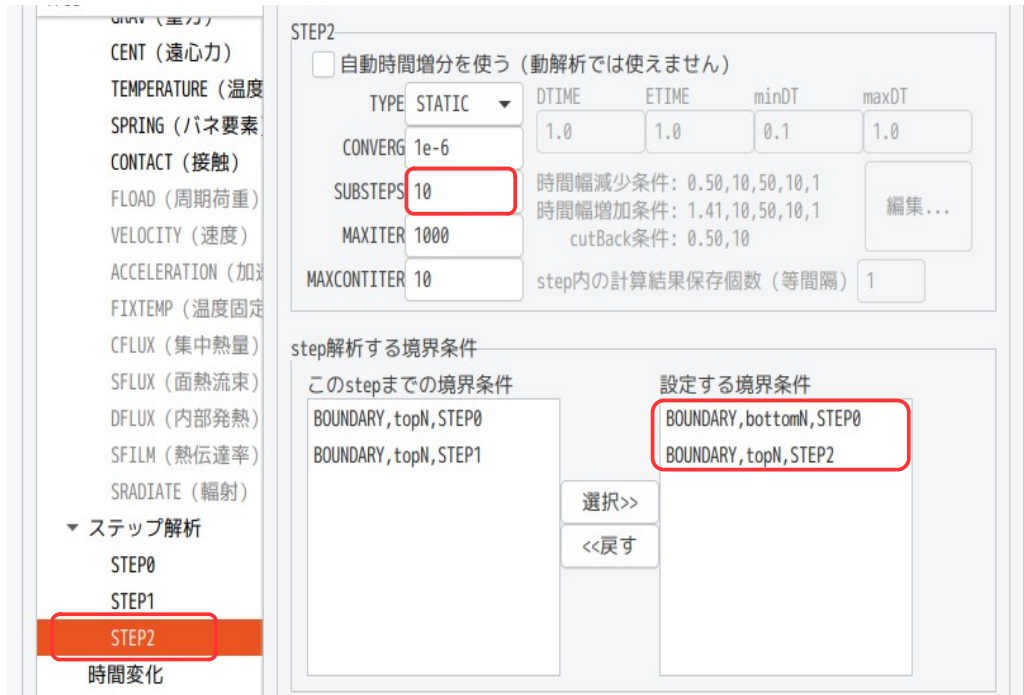 CENT (遠心力)
TEMPERATURE (温度
SPRING (バネ要素
CONTACT (接触)
FLOAD (周期荷重)
VELOCITY (速度)
ACCELERATION (加速
FIXTEMP (温度固定
CFLUX (集中熱量)
SFLUX (面熱流束)
DFLUX (内部発熱)
SFILM (熱伝達率)
SRADIATE (輻射)
ステップ解析
STEP0
STEP1
STEP2
時間変化
STEP2
自動時間増分を使う (動解析では使えません)
TYPE STATIC
DTIME ETIME minDT maxDT
1.0 1.0 0.1 1.0
CONVERG 1e-6
SUBSTEPS 10
時間幅減少条件: 0.50,10,50,10,1
時間幅増加条件: 1.41,10,50,10,1
cutBack条件: 0.50,10
編集...
MAXITER 1000
MAXCONTITER 10
step内の計算結果保存個数 (等間隔) 1
step解析する境界条件
このstepまでの境界条件
BOUNDARY,topN,STEP0
BOUNDARY,topN,STEP1
選択>>
<<戻す
設定する境界条件
BOUNDARY,bottomN,STEP0
BOUNDARY,topN,STEP2